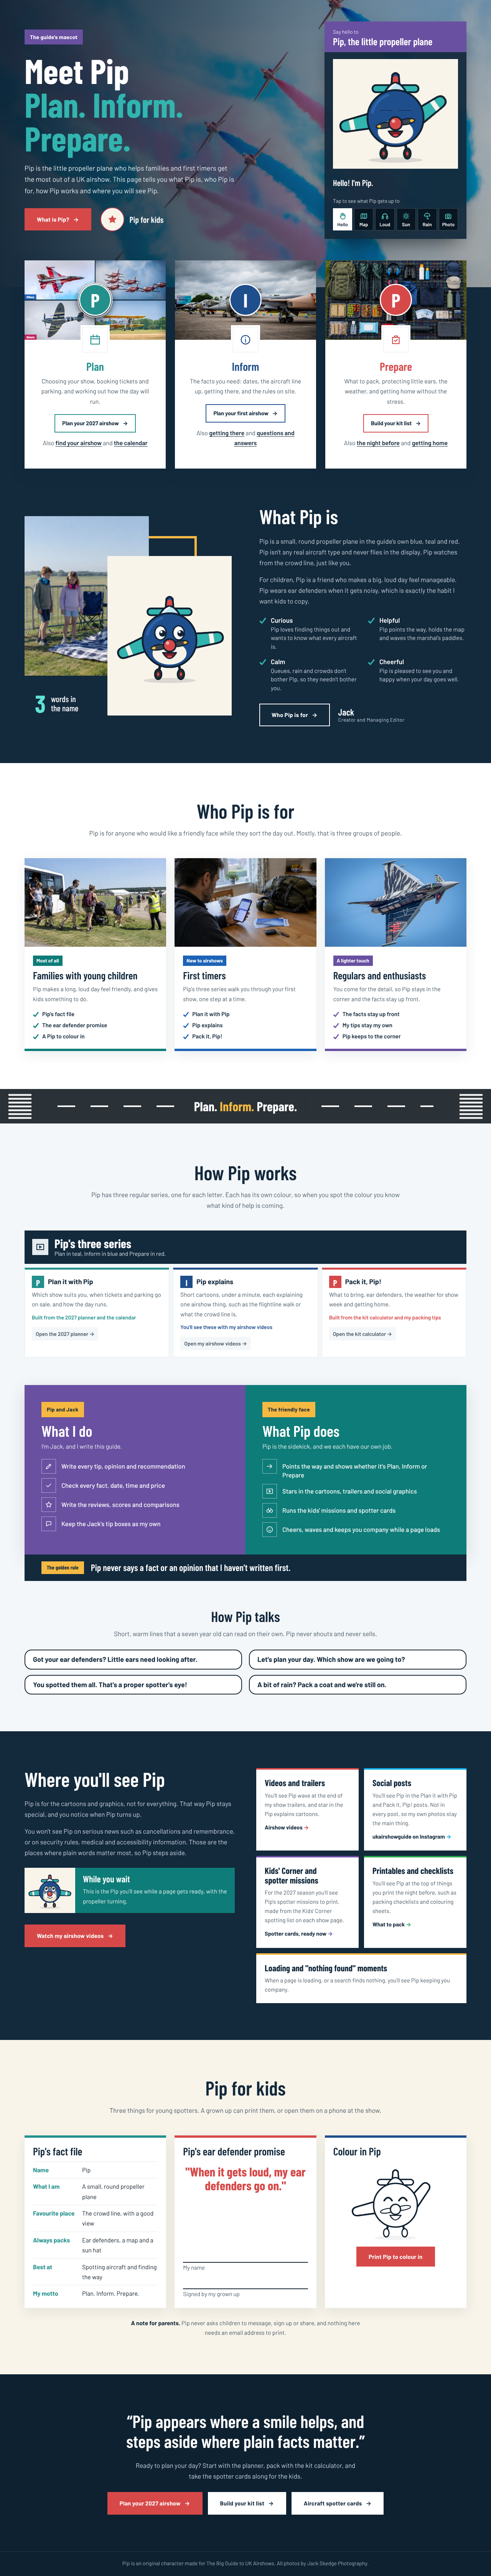 The guide's mascot
Meet Pip
Plan. Inform.
Prepare.
Pip is the little propeller plane who helps families and first timers get
the most out of a UK airshow. This page tells you what Pip is, who Pip is
for, how Pip works and where you will see Pip.
What is Pip? →
Pip for kids
Say hello to
Pip, the little propeller plane
Hello! I'm Pip.
Tap to see what Pip gets up to
Hello
Map
Loud
Sun
Rain
Photo
P
Plan
Choosing your show, booking tickets and
parking, and working out how the day will
run.
Plan your 2027 airshow →
Also find your airshow and the calendar
I
Inform
The facts you need: dates, the aircraft line
up, getting there, and the rules on site.
Plan your first airshow →
Also getting there and questions and
answers
P
Prepare
What to pack, protecting little ears, the
weather, and getting home without the
stress.
Build your kit list →
Also the night before and getting home
3 words in
the name
What Pip is
Pip is a small, round propeller plane in the guide's own blue, teal and red.
Pip isn't any real aircraft type and never flies in the display. Pip watches
from the crowd line, just like you.
For children, Pip is a friend who makes a big, loud day feel manageable.
Pip wears ear defenders when it gets noisy, which is exactly the habit I
want kids to copy.
Curious
Pip loves finding things out and
wants to know what every aircraft
is.
Helpful
Pip points the way, holds the map
and waves the marshal's paddles.
Calm
Queues, rain and crowds don't
bother Pip, so they needn't bother
you.
Cheerful
Pip is pleased to see you and
happy when your day goes well.
Who Pip is for →
Jack
Creator and Managing Editor
Who Pip is for
Pip is for anyone who would like a friendly face while they sort the day out. Mostly, that is three groups of people.
Most of all
Families with young children
Pip makes a long, loud day feel friendly, and gives
kids something to do.
Pip's fact file
The ear defender promise
A Pip to colour in
New to airshows
First timers
Pip's three series walk you through your first
show, one step at a time.
Plan it with Pip
Pip explains
Pack it, Pip!
A lighter touch
Regulars and enthusiasts
You come for the detail, so Pip stays in the
corner and the facts stay up front.
The facts stay up front
My tips stay my own
Pip keeps to the corner
Plan. Inform. Prepare.
How Pip works
Pip has three regular series, one for each letter. Each has its own colour, so when you spot the colour you know
what kind of help is coming.
Pip's three series
Plan in teal, Inform in blue and Prepare in red.
P Plan it with Pip
Which show suits you, when tickets and parking go
on sale, and how the day runs.
Built from the 2027 planner and the calendar
Open the 2027 planner →
I Pip explains
Short cartoons, under a minute, each explaining
one airshow thing, such as the flightline walk or
what the crowd line is.
You'll see these with my airshow videos
Open my airshow videos →
P Pack it, Pip!
What to bring, ear defenders, the weather for show
week and getting home.
Built from the kit calculator and my packing tips
Open the kit calculator →
Pip and Jack
What I do
I'm Jack, and I write this guide.
Write every tip, opinion and recommendation
Check every fact, date, time and price
Write the reviews, scores and comparisons
Keep the Jack's tip boxes as my own
The friendly face
What Pip does
Pip is the sidekick, and we each have our own job.
Points the way and shows whether it's Plan, Inform or
Prepare
Stars in the cartoons, trailers and social graphics
Runs the kids' missions and spotter cards
Cheers, waves and keeps you company while a page loads
The golden rule
Pip never says a fact or an opinion that I haven't written first.
How Pip talks
Short, warm lines that a seven year old can read on their own. Pip never shouts and never sells.
Got your ear defenders? Little ears need looking after.
Let's plan your day. Which show are we going to?
You spotted them all. That's a proper spotter's eye!
A bit of rain? Pack a coat and we're still on.
Where you'll see Pip
Pip is for the cartoons and graphics, not for everything. That way Pip stays
special, and you notice when Pip turns up.
You won't see Pip on serious news such as cancellations and remembrance,
or on security rules, medical and accessibility information. Those are the
places where plain words matter most, so Pip steps aside.
While you wait
This is the Pip you'll see while a page gets ready, with the
propeller turning.
Watch my airshow videos →
Videos and trailers
You'll see Pip wave at the end of
my show trailers, and star in the
Pip explains cartoons.
Airshow videos →
Social posts
You'll see Pip in the Plan it with Pip
and Pack it, Pip! posts. Not in
every post, so my own photos stay
the main thing.
ukairshowguide on Instagram →
Kids' Corner and
spotter missions
For the 2027 season you'll see
Pip's spotter missions to print,
made from the Kids' Corner
spotting list on each show page.
Spotter cards, ready now →
Printables and checklists
You'll see Pip at the top of things
you print the night before, such as
packing checklists and colouring
sheets.
What to pack →
Loading and "nothing found" moments
When a page is loading, or a search finds nothing, you'll see Pip keeping you
company.
Pip for kids
Three things for young spotters. A grown up can print them, or open them on a phone at the show.
Pip's fact file
Name Pip
What I am A small, round propeller
plane
Favourite place The crowd line, with a good
view
Always packs Ear defenders, a map and a
sun hat
Best at Spotting aircraft and finding
the way
My motto Plan. Inform. Prepare.
Pip's ear defender promise
"When it gets loud, my ear
defenders go on."
My name
Signed by my grown up
Colour in Pip
Print Pip to colour in
A note for parents. Pip never asks children to message, sign up or share, and nothing here
needs an email address to print.
“Pip appears where a smile helps, and
steps aside where plain facts matter.”
Ready to plan your day? Start with the planner, pack with the kit calculator, and
take the spotter cards along for the kids.
Plan your 2027 airshow →
Build your kit list →
Aircraft spotter cards →
Pip is an original character made for The Big Guide to UK Airshows. All photos by Jack Skedge Photography.